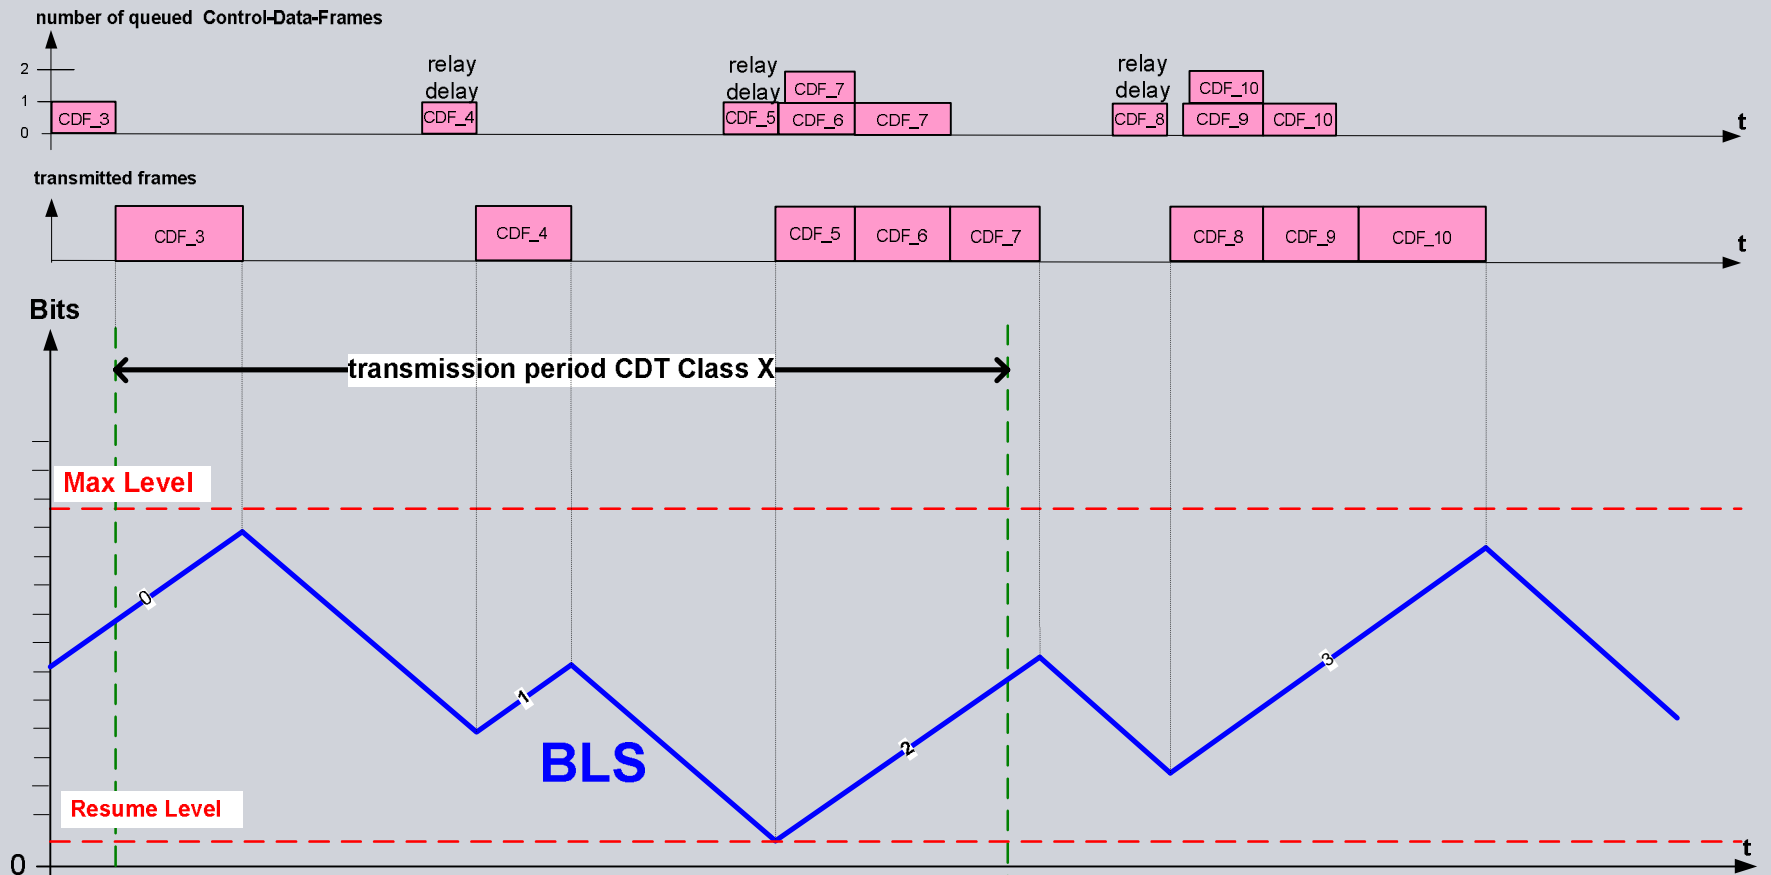 number of queued Control-Data-Frames
2
1
0
relay
delay
relay
delay
relay
delay
CDF_3
CDF_4
CDF_5
CDF_7
CDF_6
CDF_7
CDF_8
CDF_10
CDF_9
CDF_10
t
transmitted frames
CDF_3
CDF_4
CDF_5
CDF_6
CDF_7
CDF_8
CDF_9
CDF_10
t
Bits
transmission period CDT Class X
Max Level
0
1
BLS
2
3
Resume Level
0
t